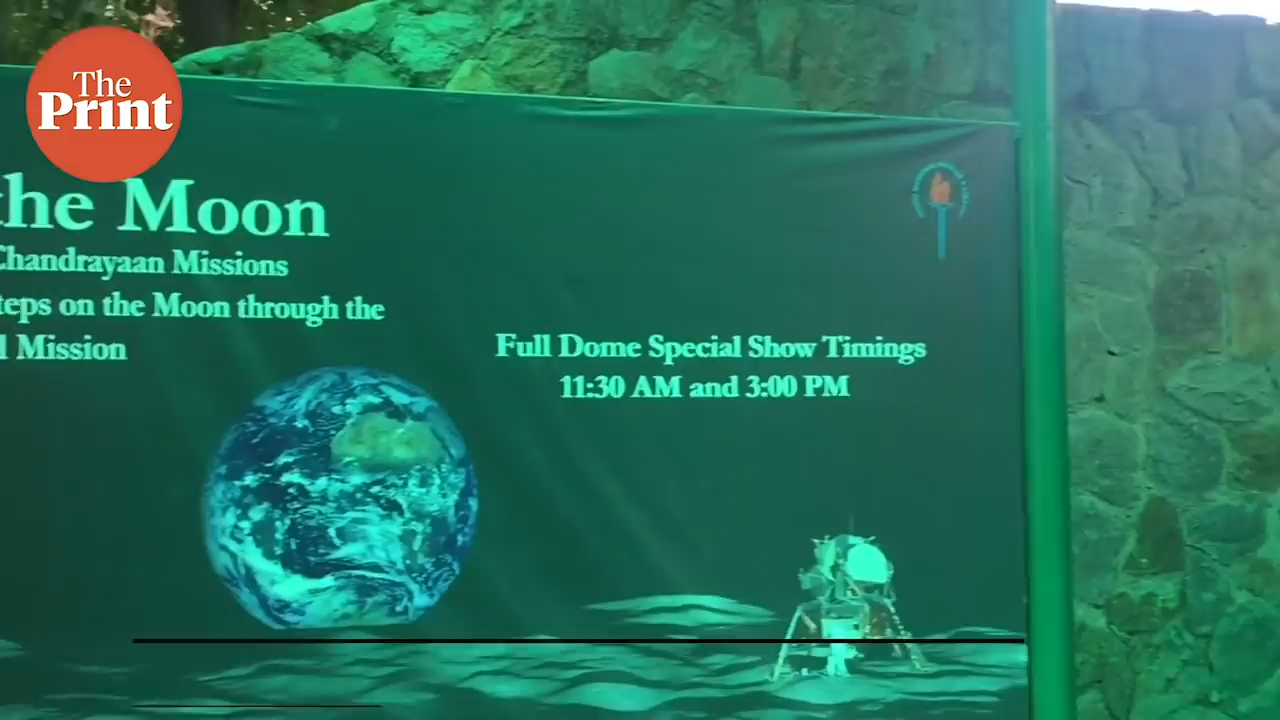 The
Print
the Moon
Chandrayaan Missions
teps on the Moon through the
l Mission
Full Dome Special Show Timings
11:30 AM and 3:00 PM